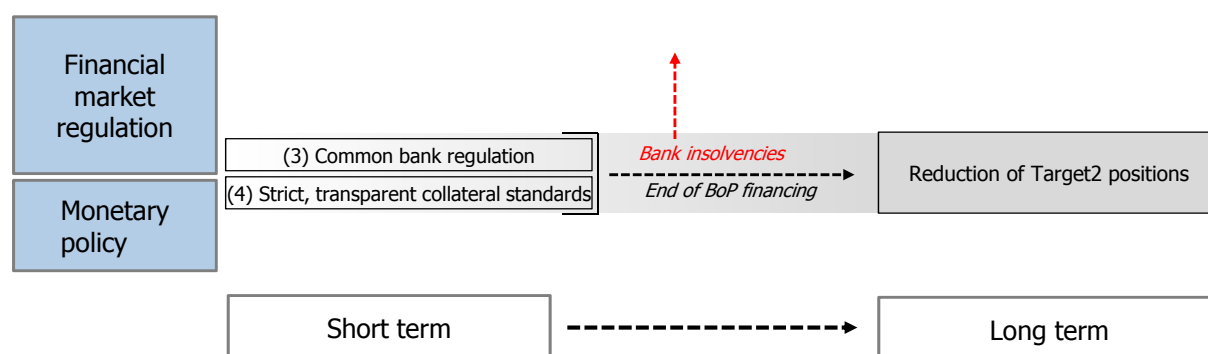 Financial
market
regulation
(3) Common bank regulation
Bank insolvencies
(4) Strict, transparent collateral standards
End of BoP financing
Reduction of Target2 positions
Monetary
policy
Short term
Long term